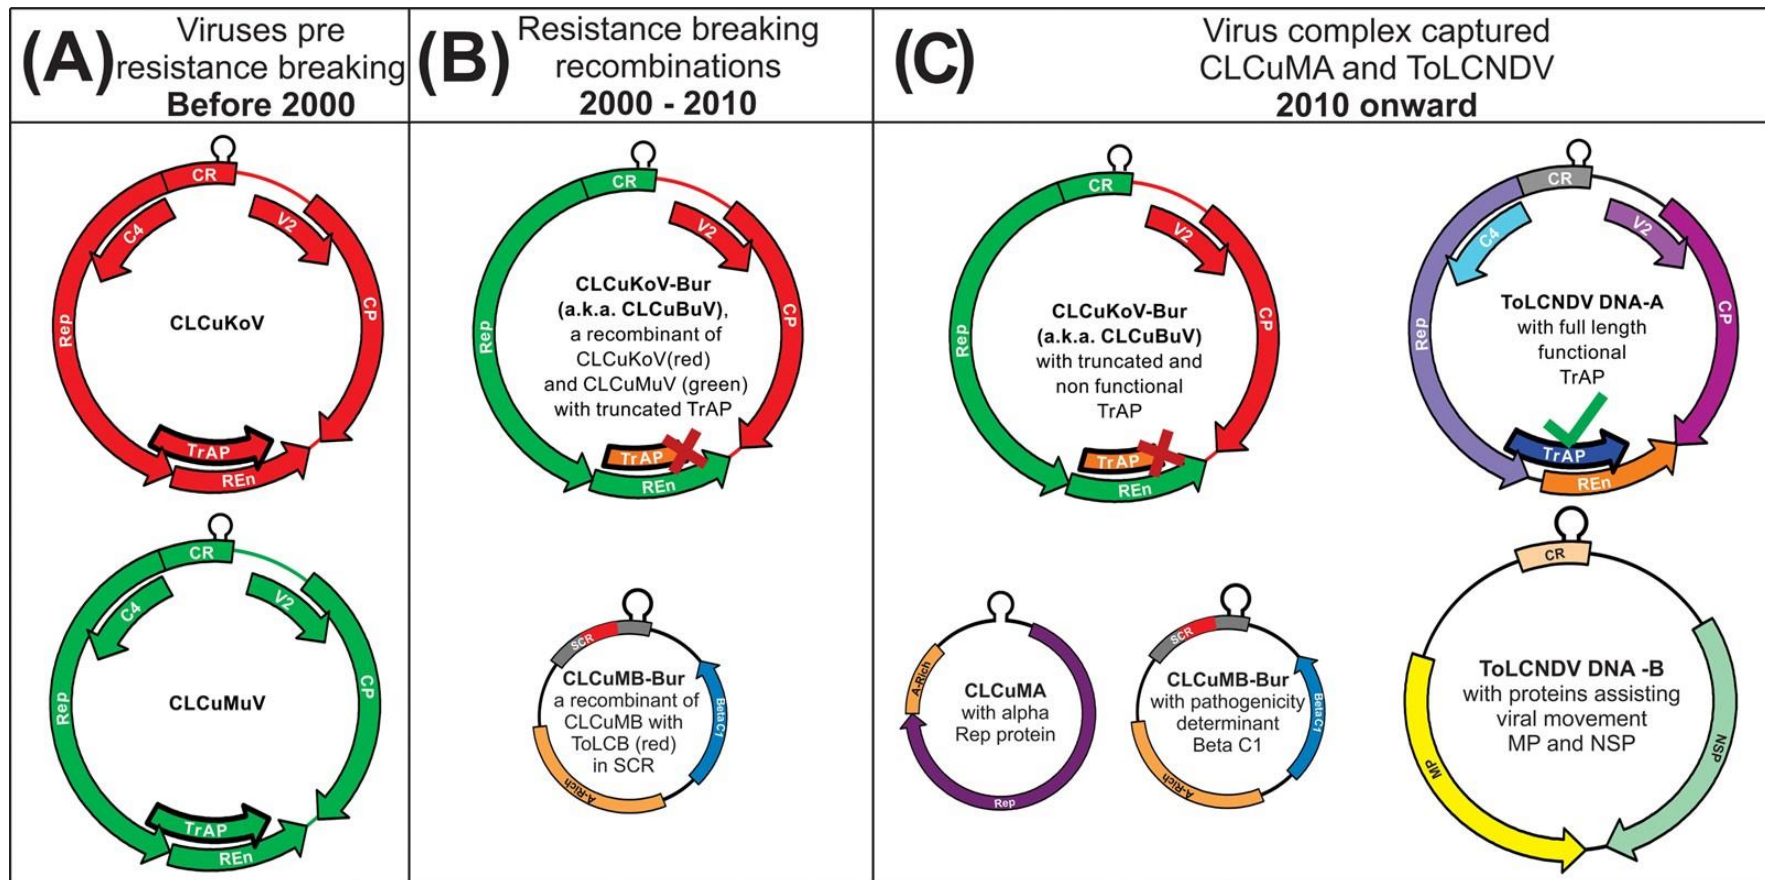 (A)
Viruses pre
resistance breaking
Before 2000
(B)
Resistance breaking
recombinations
2000 - 2010
(C)
Virus complex captured
CLCuMA and ToLCNDV
2010 onward
CR
C4
V2
Rep
CP
CLCuKoV
TrAP
REn
CR
C4
V2
Rep
CP
CLCuMuV
TrAP
REn
CR
V2
Rep
CP
CLCuKoV-Bur
(a.k.a. CLCuBuV),
a recombinant of
CLCuKoV(red)
and CLCuMuV (green)
with truncated TrAP
TrAP
REn
SCR
CLCuMB-Bur
a recombinant of
CLCuMB with
ToLCB (red)
in SCR
Beta C1
A-Rich
CR
V2
Rep
CP
CLCuKoV-Bur
(a.k.a. CLCuBuV)
with truncated and
non functional
TrAP
TrAP
REn
CR
C4
V2
Rep
CP
ToLCNDV DNA-A
with full length
functional
TrAP
TrAP
REn
A-Rich
CLCuMA
with alpha
Rep protein
Rep
SCR
CLCuMB-Bur
with pathogenicity
determinant
Beta C1
Beta C1
A-Rich
CR
ToLCNDV DNA -B
with proteins assisting
viral movement
MP and NSP
MP
NSP